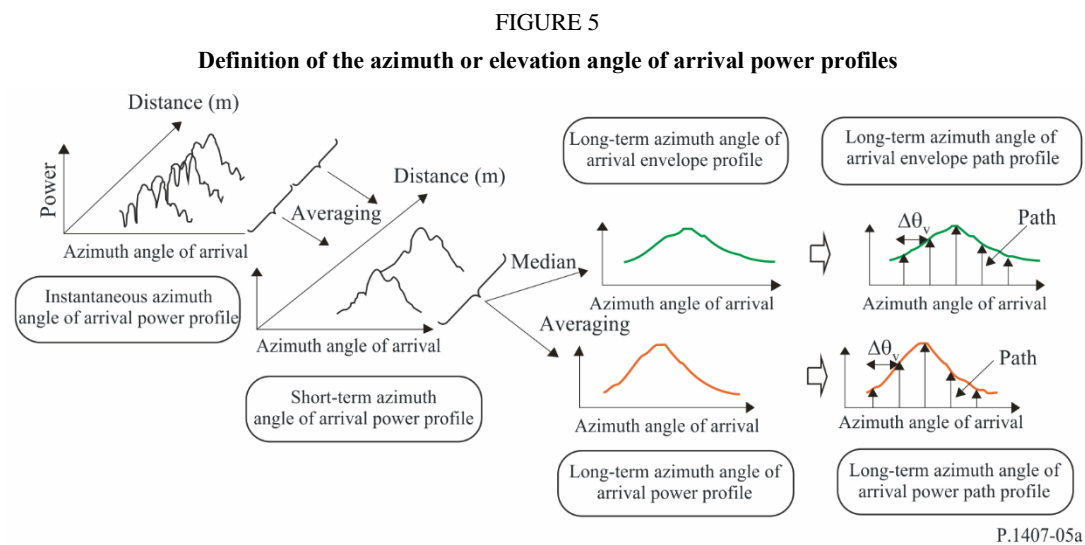 FIGURE 5
Definition of the azimuth or elevation angle of arrival power profiles
Distance (m)
Power
Azimuth angle of arrival
Instantaneous azimuth
angle of arrival power profile
Averaging
Distance (m)
Azimuth angle of arrival
Short-term azimuth
angle of arrival power profile
Median
Averaging
Long-term azimuth angle of
arrival envelope profile
Azimuth angle of arrival
Long-term azimuth angle of
arrival envelope path profile
Δθv
Path
Azimuth angle of arrival
Azimuth angle of arrival
Long-term azimuth angle of
arrival power profile
Δθv
Path
Azimuth angle of arrival
Long-term azimuth angle of
arrival power path profile
P.1407-05a